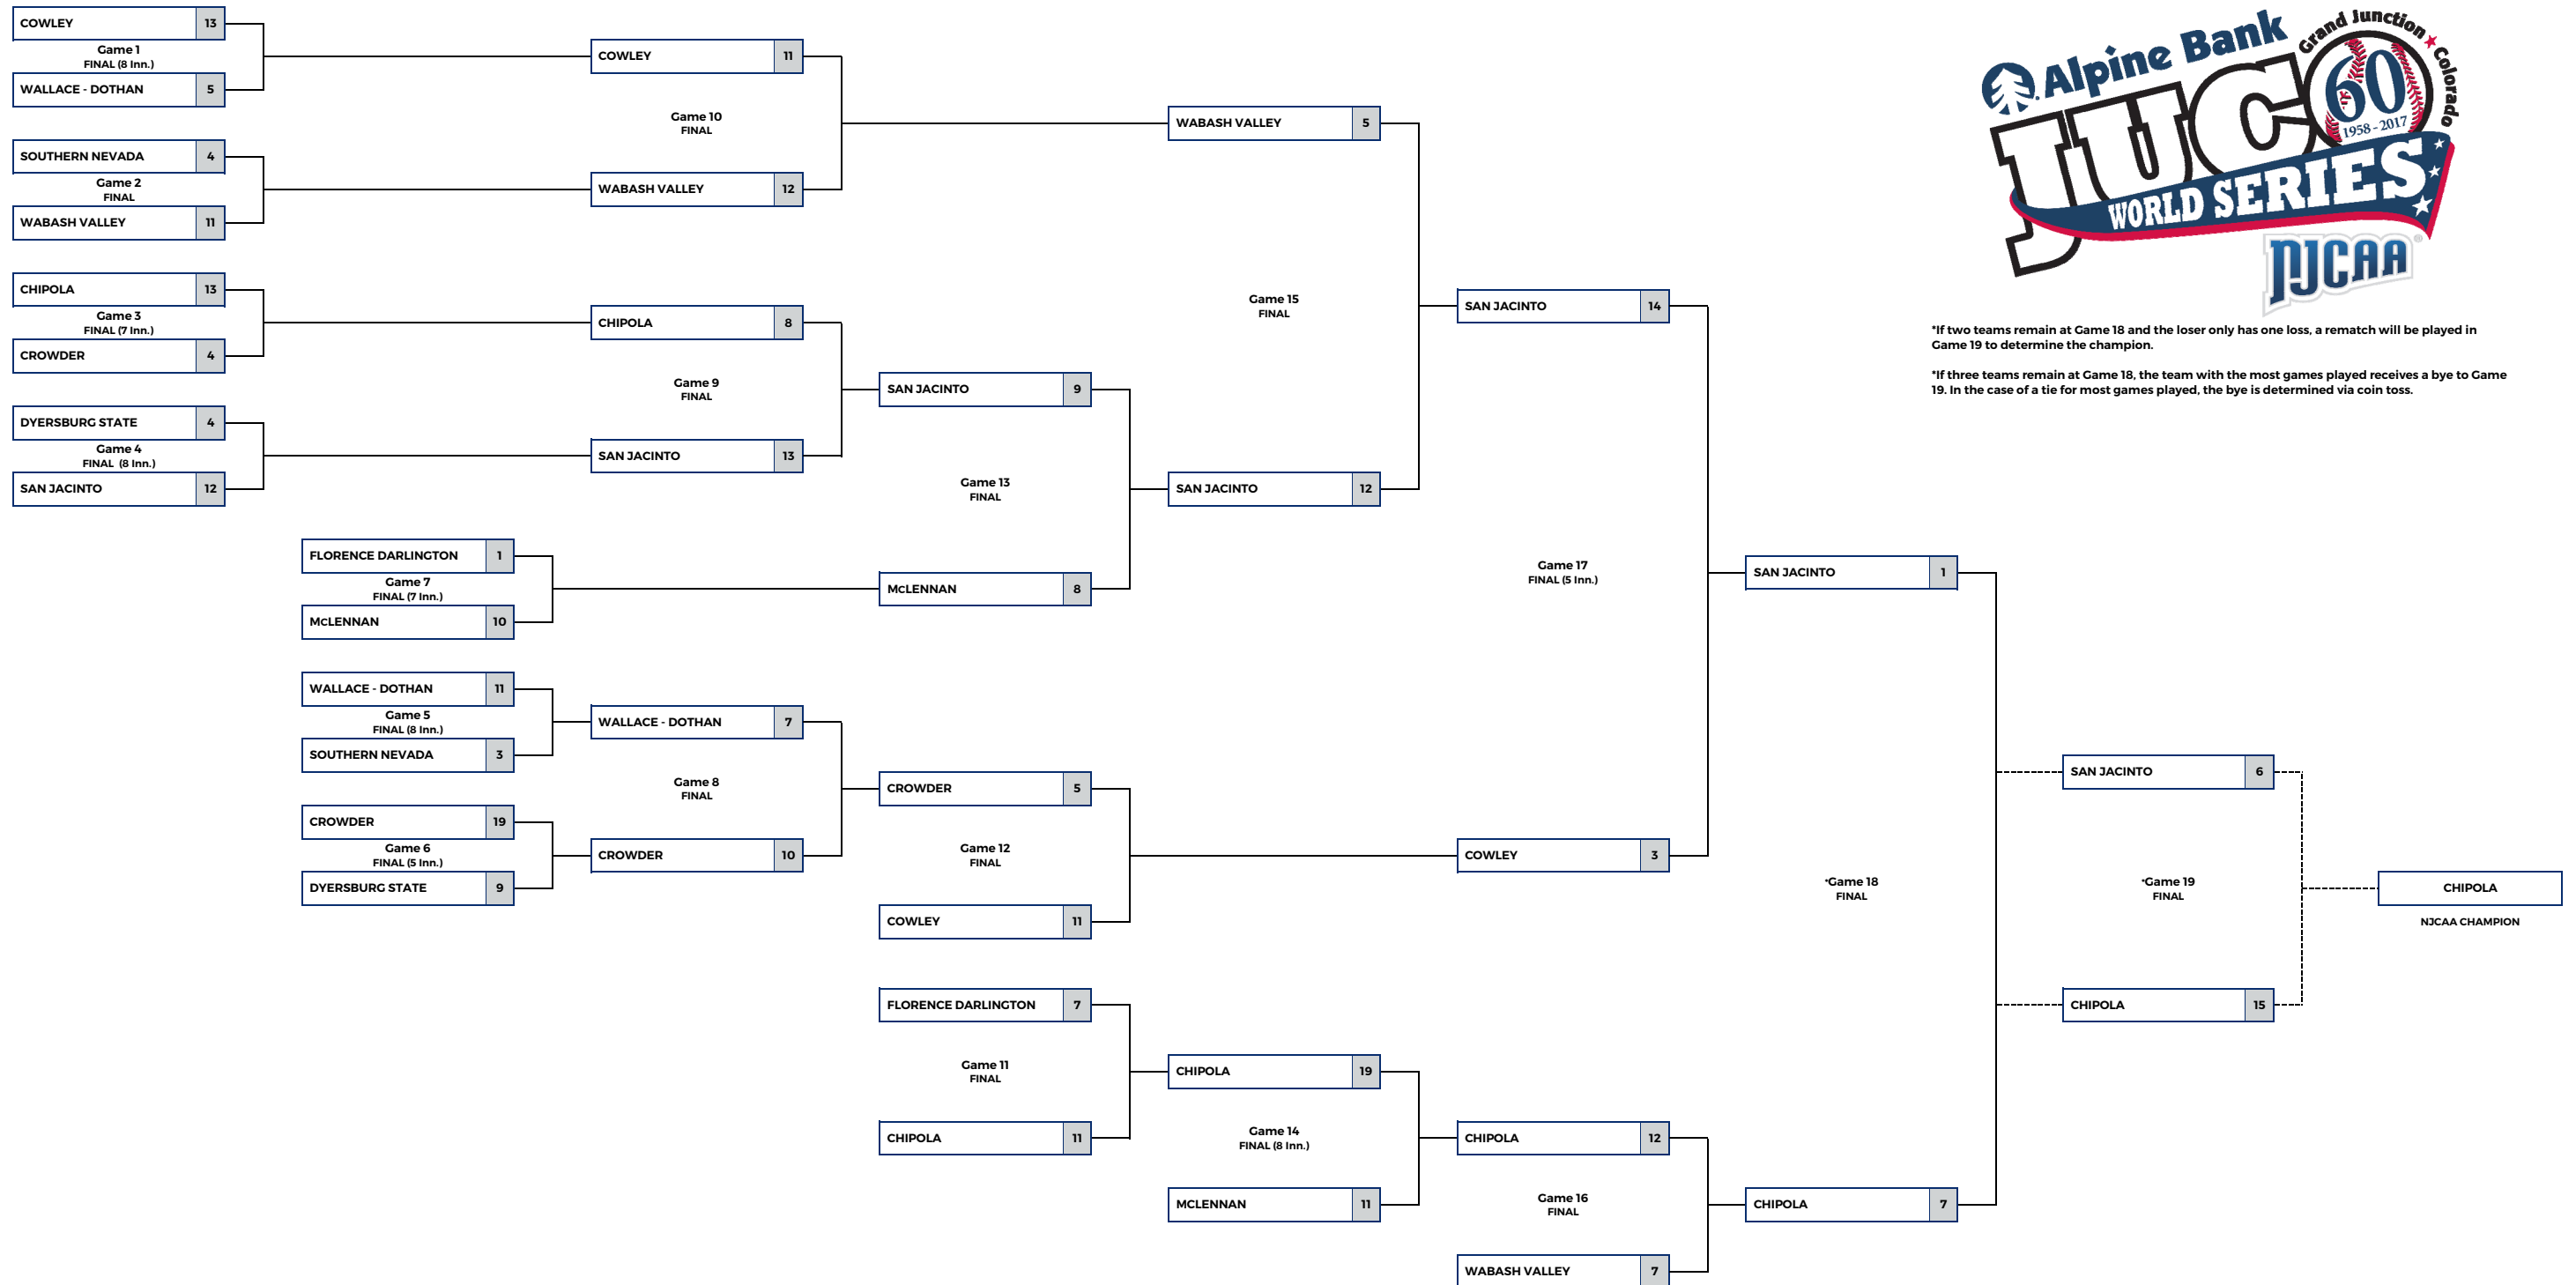 COWLEY 13
Game 1
FINAL (8 Inn.)
WALLACE - DOTHAN 5
SOUTHERN NEVADA 4
Game 2
FINAL
WABASH VALLEY 11
CHIPOLA 13
Game 3
FINAL (7 Inn.)
CROWDER 4
DYERSBURG STATE 4
Game 4
FINAL (8 Inn.)
SAN JACINTO 12
FLORENCE DARLINGTON 1
Game 7
FINAL (7 Inn.)
McLENNAN 10
WALLACE - DOTHAN 11
Game 5
FINAL (8 Inn.)
SOUTHERN NEVADA 3
CROWDER 19
Game 6
FINAL (5 Inn.)
DYERSBURG STATE 9
COWLEY 11
Game 10
FINAL
WABASH VALLEY 12
CHIPOLA 8
Game 9
FINAL
SAN JACINTO 13
WALLACE - DOTHAN 7
Game 8
FINAL
CROWDER 10
SAN JACINTO 9
Game 13
FINAL
McLENNAN 8
CROWDER 5
Game 12
FINAL
COWLEY 11
FLORENCE DARLINGTON 7
Game 11
FINAL
CHIPOLA 11
WABASH VALLEY 5
Game 15
FINAL
SAN JACINTO 12
CHIPOLA 19
Game 14
FINAL (8 Inn.)
MCLENNAN 11
SAN JACINTO 14
Game 17
FINAL (5 Inn.)
COWLEY 3
CHIPOLA 12
Game 16
FINAL
WABASH VALLEY 7
SAN JACINTO 1
*Game 18
FINAL
CHIPOLA 7
SAN JACINTO 6
*Game 19
FINAL
CHIPOLA 15
CHIPOLA
NJCAA CHAMPION
Alpine Bank
Grand Junction ★ Colorado
JUCO
60
1958 - 2017
WORLD SERIES
NJCAA®
*If two teams remain at Game 18 and the loser only has one loss, a rematch will be played in
Game 19 to determine the champion.
*If three teams remain at Game 18, the team with the most games played receives a bye to Game
19. In the case of a tie for most games played, the bye is determined via coin toss.